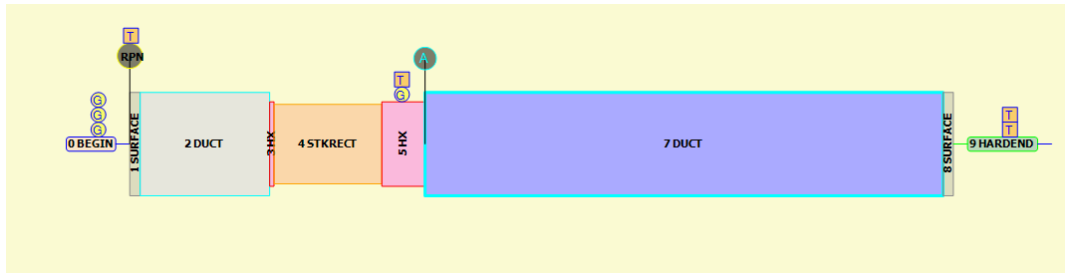 T
RPN
A
T
G
G
G
G
0 BEGIN
1 SURFACE
2 DUCT
3 HX
4 STKRECT
5 HX
7 DUCT
8 SURFACE
T
T
9 HARDEND